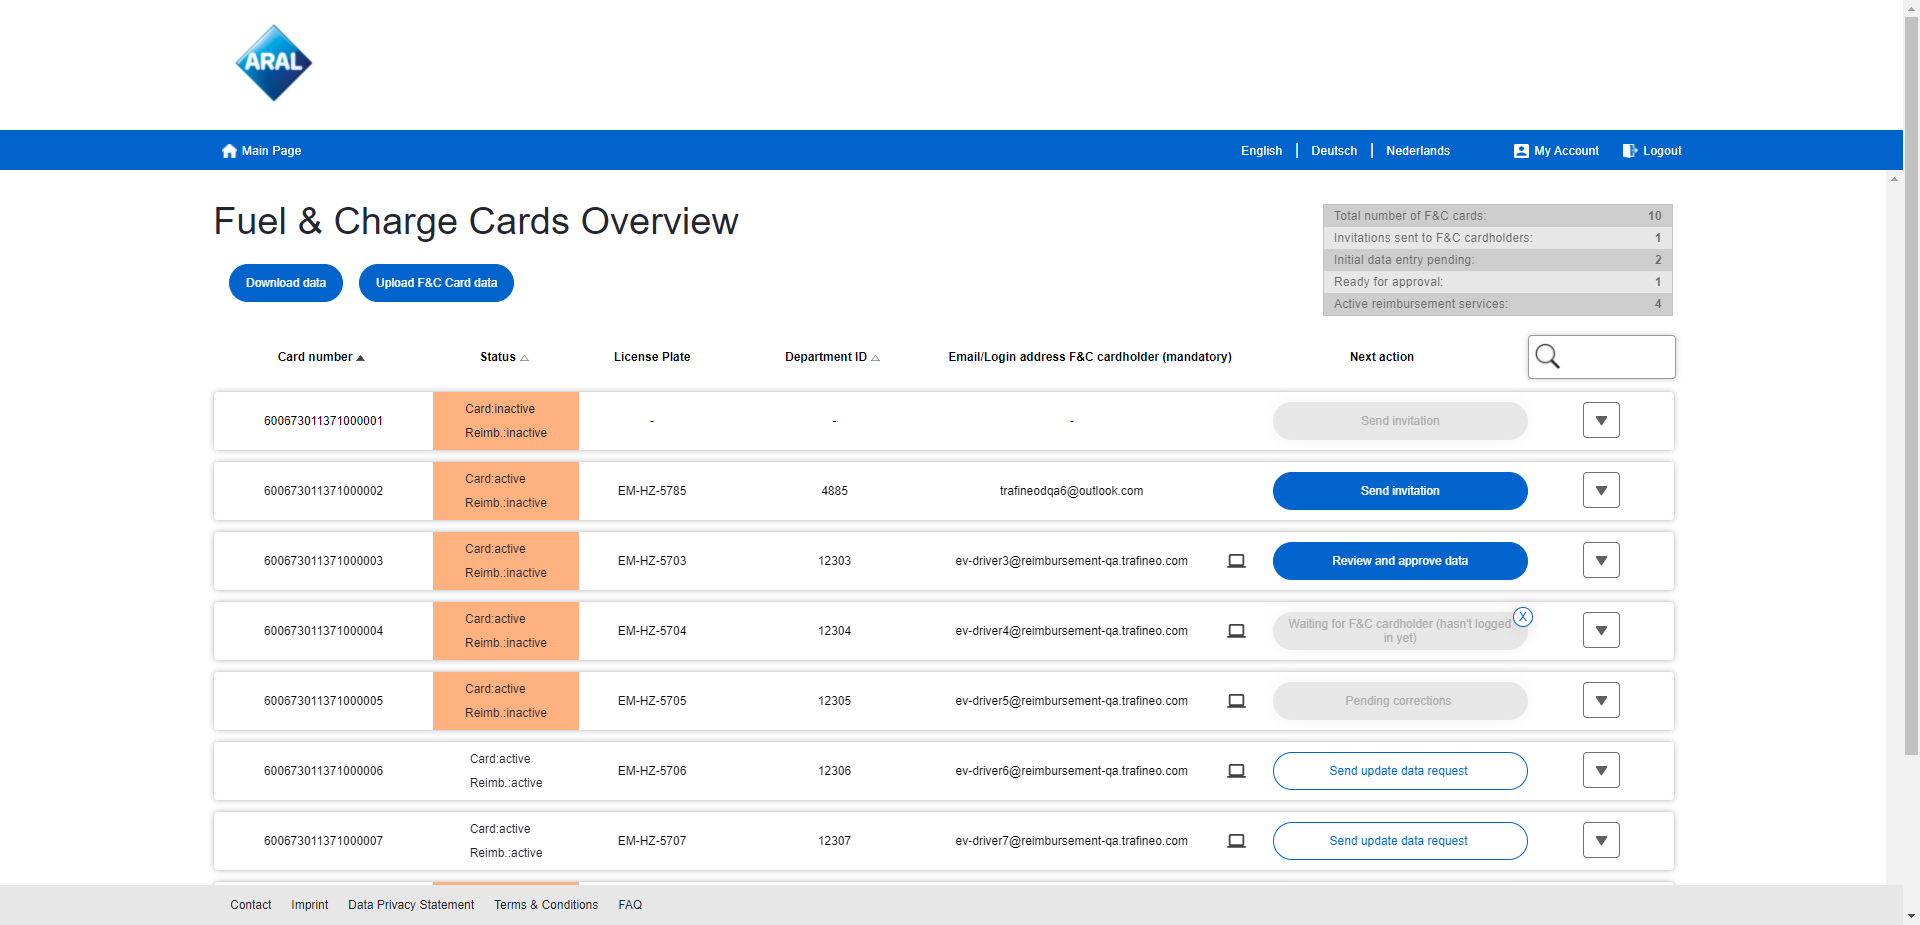 ARAL
Main Page
English | Deutsch | Nederlands
My Account
Logout
Fuel & Charge Cards Overview
Total number of F&C cards: 10
Invitations sent to F&C cardholders: 1
Initial data entry pending: 2
Ready for approval: 1
Active reimbursement services: 4
Download data
Upload F&C Card data
Card number Status License Plate Department ID Email/Login address F&C cardholder (mandatory) Next action
Card:inactive
600673011371000001 - - - Send invitation
Reimb.:inactive
Card:active
600673011371000002 EM-HZ-5785 4885 trafineodqa6@outlook.com Send invitation
Reimb.:inactive
Card:active
600673011371000003 EM-HZ-5703 12303 ev-driver3@reimbursement-qa.trafineo.com Review and approve data
Reimb.:inactive
Card:active
600673011371000004 EM-HZ-5704 12304 ev-driver4@reimbursement-qa.trafineo.com
Waiting for F&C cardholder (hasn't logged X
in yet)
Reimb.:inactive
Card:active
600673011371000005 EM-HZ-5705 12305 ev-driver5@reimbursement-qa.trafineo.com Pending corrections
Reimb.:inactive
Card:active
600673011371000006 EM-HZ-5706 12306 ev-driver6@reimbursement-qa.trafineo.com Send update data request
Reimb.:active
Card:active
600673011371000007 EM-HZ-5707 12307 ev-driver7@reimbursement-qa.trafineo.com Send update data request
Reimb.:active
Contact Imprint Data Privacy Statement Terms & Conditions FAQ